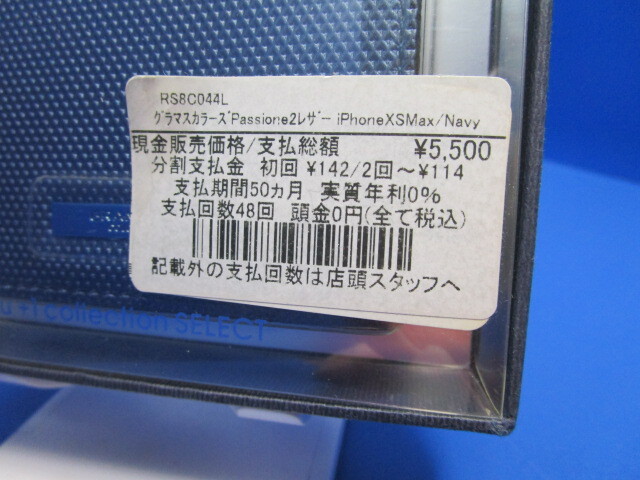 RS8C044L
グラマスカラーズPassione2レザー iPhoneXSMax/Navy
現金販売価格/支払総額 ¥5,500
分割支払金 初回 ¥142/2回～¥114
支払期間50ヵ月 実質年利0%
支払回数48回 頭金0円(全て税込)
記載外の支払回数は店頭スタッフへ
+i collection SELECT